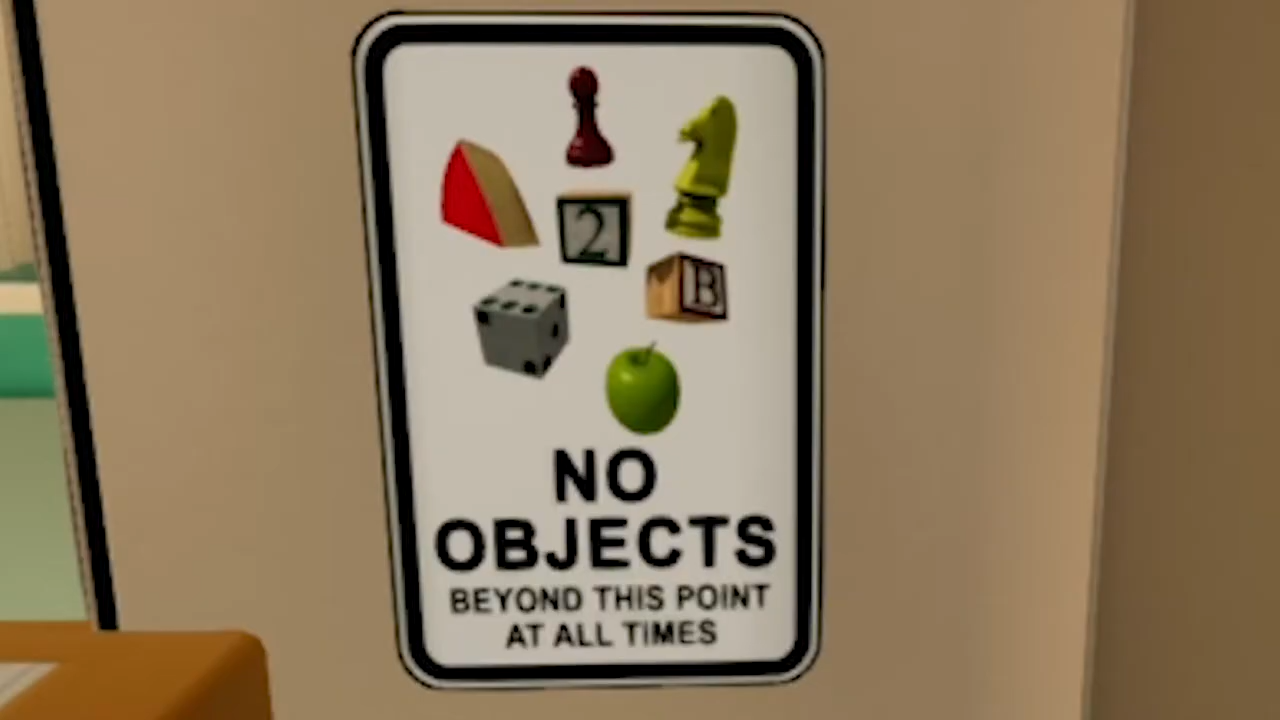 2
B
NO
OBJECTS
BEYOND THIS POINT
AT ALL TIMES